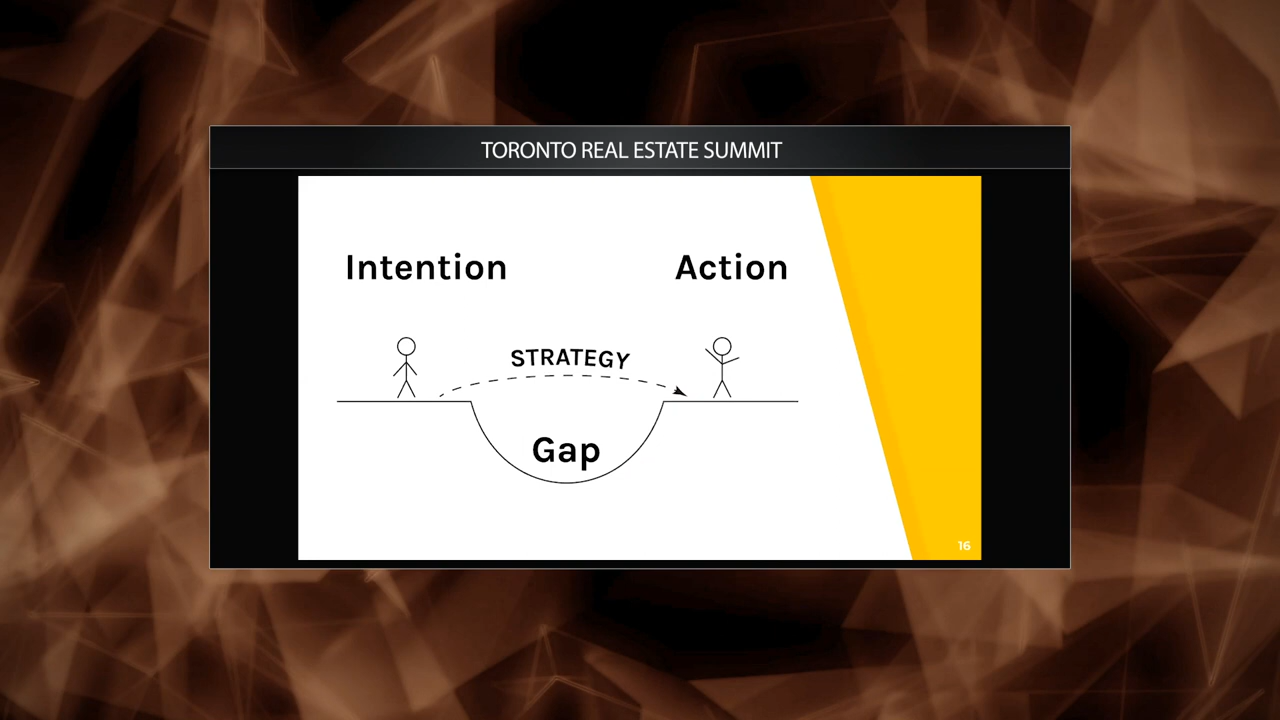 TORONTO REAL ESTATE SUMMIT
Intention
Action
STRATEGY
Gap
16